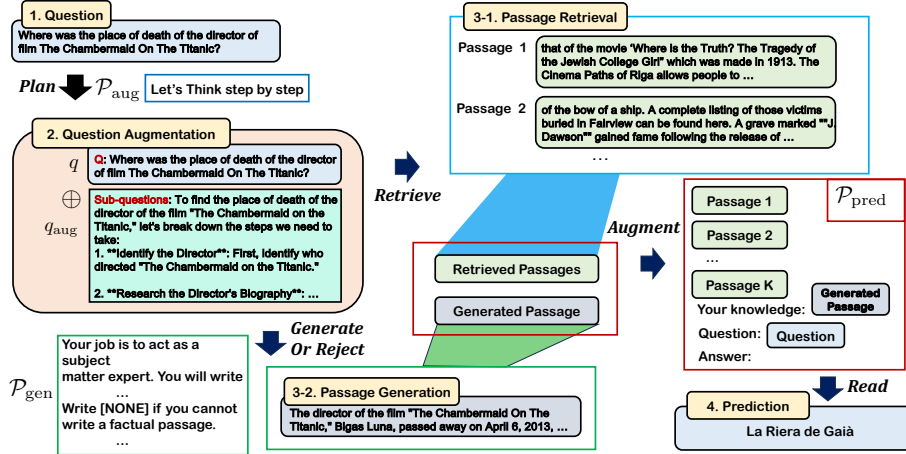 1. Question
Where was the place of death of the director of
film The Chambermaid On The Titanic?
Plan
𝒫aug
Let's Think step by step
2. Question Augmentation
q
Q: Where was the place of death of the director
of film The Chambermaid On The Titanic?
⊕
qaug
Sub-questions: To find the place of death of the
director of the film "The Chambermaid on the
Titanic," let's break down the steps we need to
take:
1. **Identify the Director**: First, identify who
directed "The Chambermaid on the Titanic."
2. **Research the Director's Biography**: ...
Retrieve
3-1. Passage Retrieval
Passage 1
that of the movie 'Where is the Truth? The Tragedy of
the Jewish College Girl" which was made in 1913. The
Cinema Paths of Riga allows people to ...
Passage 2
of the bow of a ship. A complete listing of those victims
buried in Fairview can be found here. A grave marked ""J.
Dawson"" gained fame following the release of ...
...
Retrieved Passages
Generated Passage
Generate
Or Reject
𝒫gen
Your job is to act as a
subject
matter expert. You will write
...
Write [NONE] if you cannot
write a factual passage.
...
3-2. Passage Generation
The director of the film "The Chambermaid On The
Titanic," Bigas Luna, passed away on April 6, 2013, ...
Augment
𝒫pred
Passage 1
Passage 2
...
Passage K
Your knowledge:
Generated
Passage
Question:
Question
Answer:
Read
4. Prediction
La Riera de Gaià